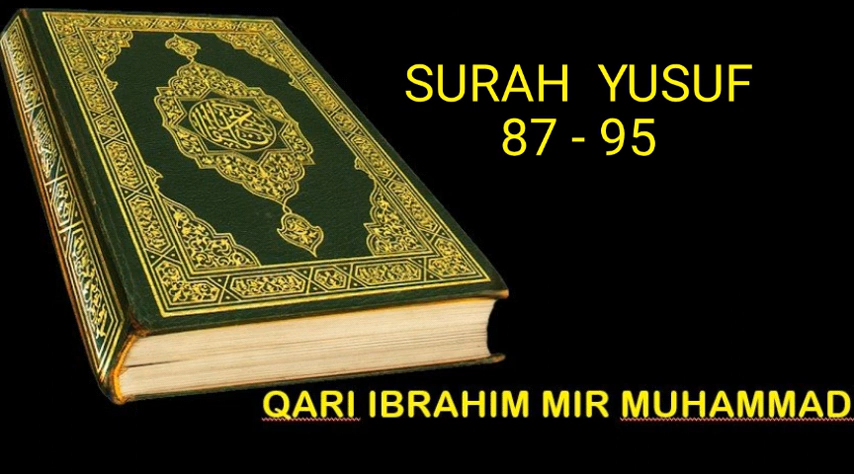 SURAH YUSUF
87 - 95
QARI IBRAHIM MIR MUHAMMAD